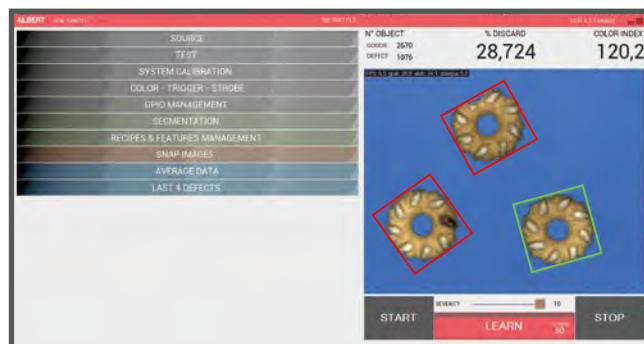 ALBERT
SOURCE
TEST
SYSTEM CALIBRATION
COLOR - TRIGGER - STROBE
GPIO MANAGEMENT
SEGMENTATION
RECIPES & FEATURES MANAGEMENT
SNAP IMAGES
AVERAGE DATA
LAST 4 DEFECTS
N° OBJECT
GOODS: 2670
DEFECT: 1076
% DISCARD
28,724
COLOR INDEX
120,2
SEVERITY
10
START
LEARN
50
STOP